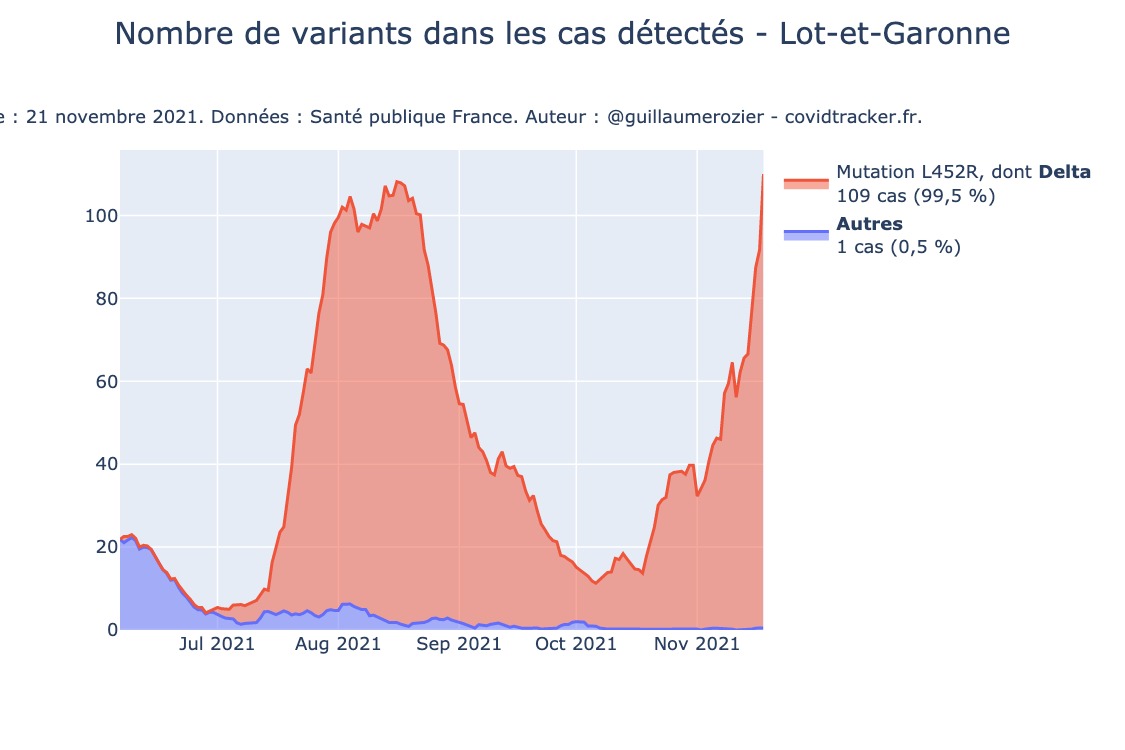 Nombre de variants dans les cas détectés - Lot-et-Garonne
: 21 novembre 2021. Données : Santé publique France. Auteur : @guillaumerozier - covidtracker.fr.
Mutation L452R, dont Delta
109 cas (99,5 %)
Autres
1 cas (0,5 %)
100
80
60
40
20
0
Jul 2021 Aug 2021 Sep 2021 Oct 2021 Nov 2021